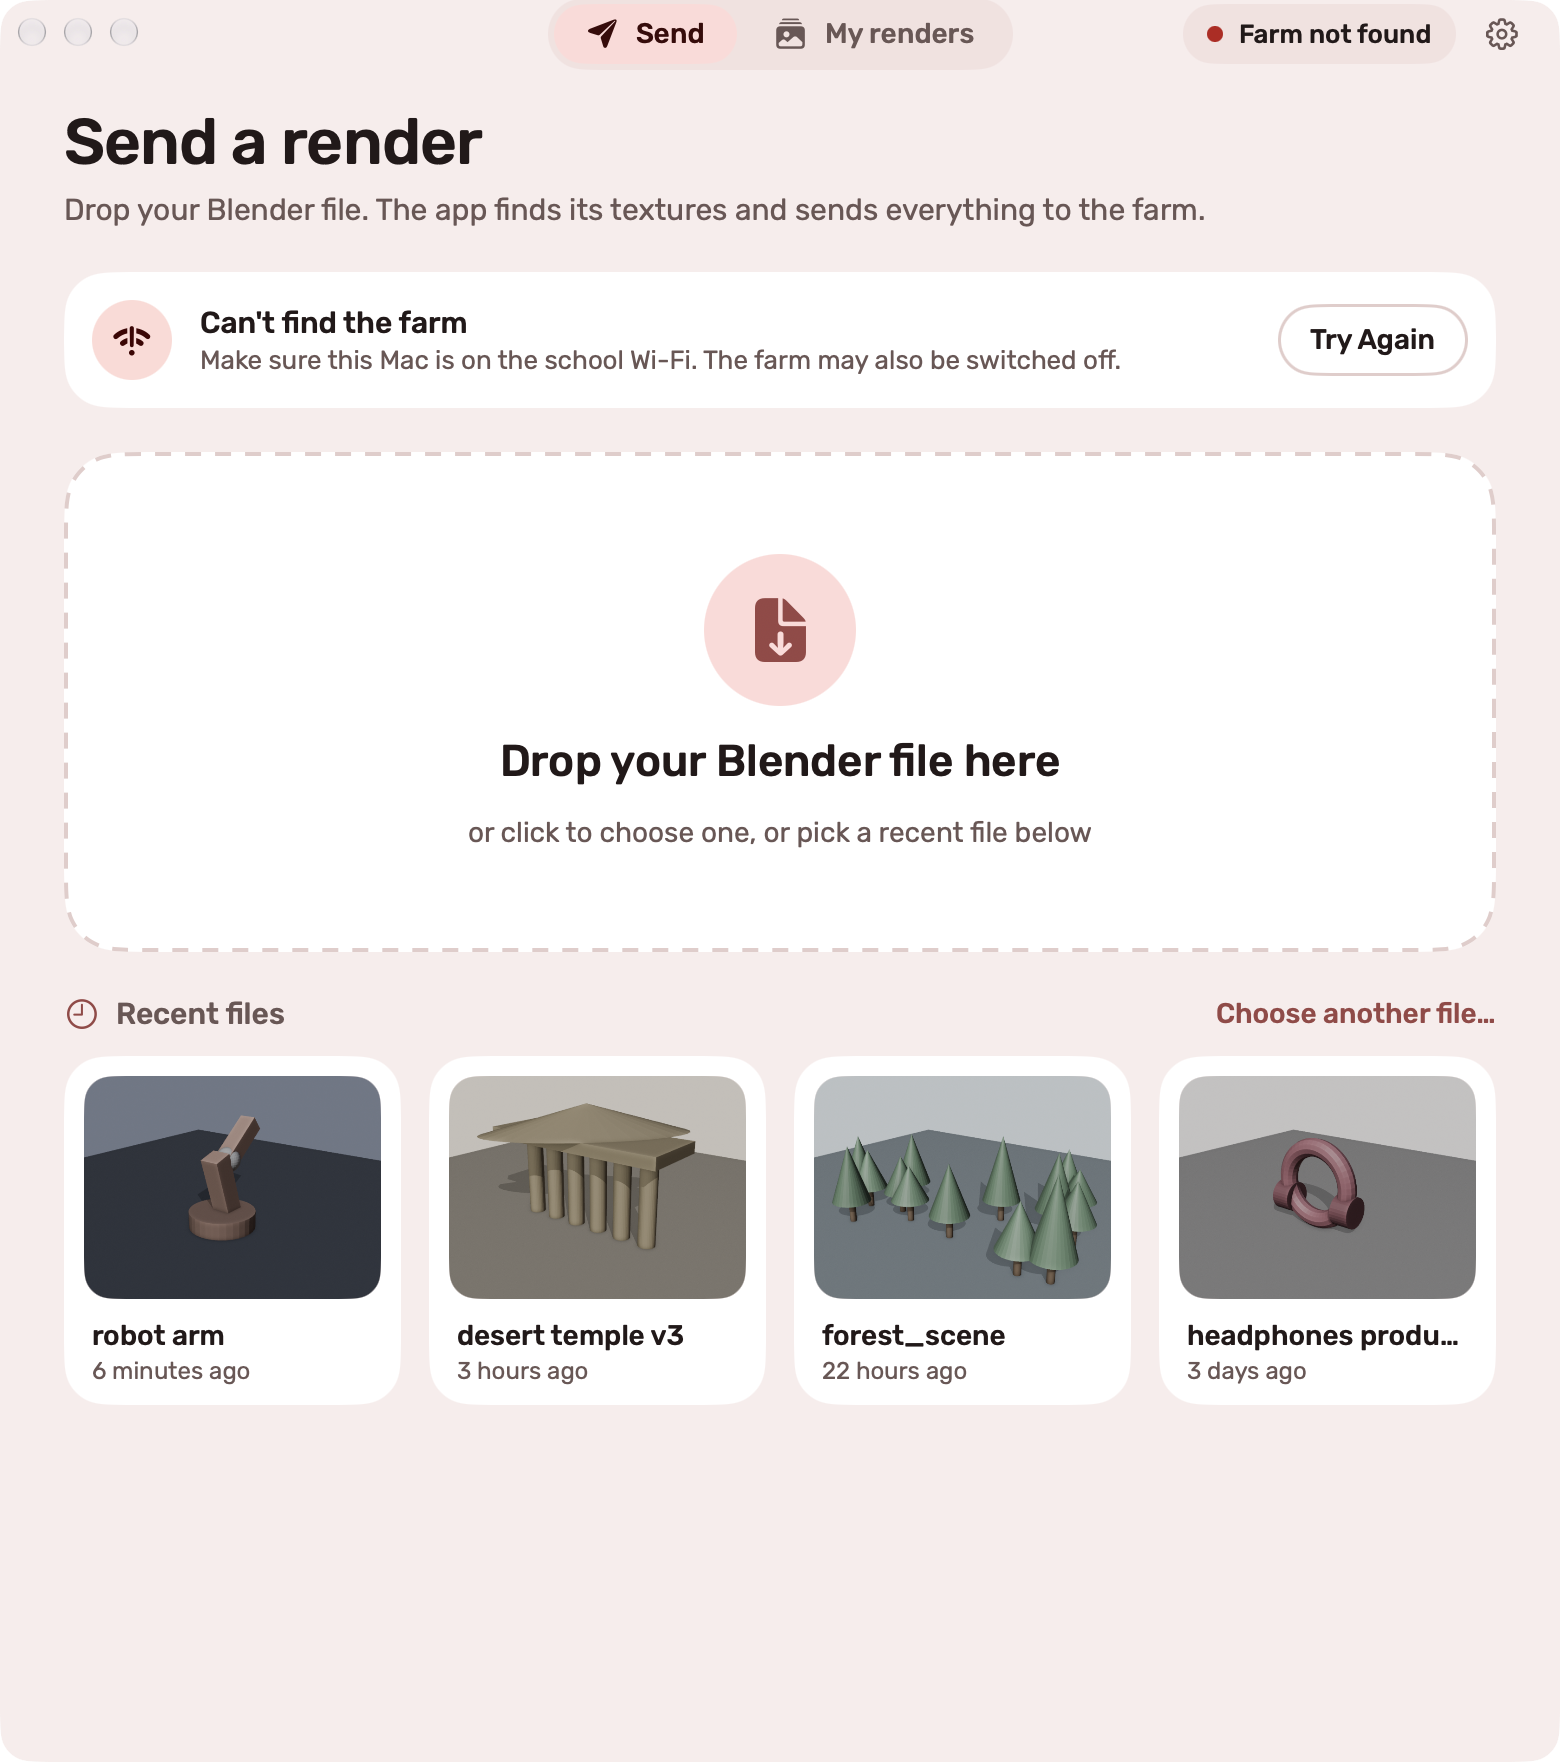 Send
My renders
Farm not found
Send a render
Drop your Blender file. The app finds its textures and sends everything to the farm.
Can't find the farm
Make sure this Mac is on the school Wi-Fi. The farm may also be switched off.
Try Again
Drop your Blender file here
or click to choose one, or pick a recent file below
Recent files
Choose another file...
robot arm
6 minutes ago
desert temple v3
3 hours ago
forest_scene
22 hours ago
headphones produ...
3 days ago